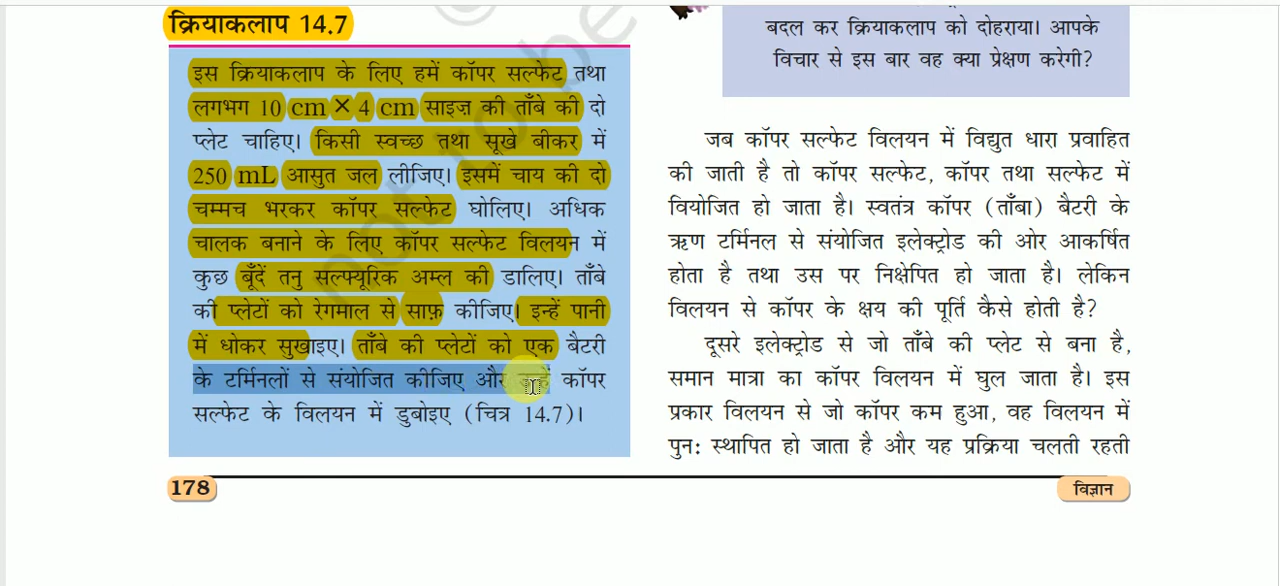 क्रियाकलाप 14.7
इस क्रियाकलाप के लिए हमें कॉपर सल्फेट तथा
लगभग 10 cm × 4 cm साइज़ की ताँबे की दो
प्लेट चाहिए। किसी स्वच्छ तथा सूखे बीकर में
250 mL आसुत जल लीजिए। इसमें चाय की दो
चम्मच भरकर कॉपर सल्फेट घोलिए। अधिक
चालक बनाने के लिए कॉपर सल्फेट विलयन में
कुछ बूँदें तनु सल्फ्यूरिक अम्ल की डालिए। ताँबे
की प्लेटों को रेगमाल से साफ़ कीजिए। इन्हें पानी
में धोकर सुखाइए। ताँबे की प्लेटों को एक बैटरी
के टर्मिनलों से संयोजित कीजिए और उन्हें कॉपर
सल्फेट के विलयन में डुबोइए (चित्र 14.7)।
178
बदल कर क्रियाकलाप को दोहराया। आपके
विचार से इस बार वह क्या प्रेक्षण करेगी?
जब कॉपर सल्फेट विलयन में विद्युत धारा प्रवाहित
की जाती है तो कॉपर सल्फेट, कॉपर तथा सल्फेट में
वियोजित हो जाता है। स्वतंत्र कॉपर (ताँबा) बैटरी के
ऋण टर्मिनल से संयोजित इलेक्ट्रोड की ओर आकर्षित
होता है तथा उस पर निक्षेपित हो जाता है। लेकिन
विलयन से कॉपर के क्षय की पूर्ति कैसे होती है?
दूसरे इलेक्ट्रोड से जो ताँबे की प्लेट से बना है,
समान मात्रा का कॉपर विलयन में घुल जाता है। इस
प्रकार विलयन से जो कॉपर कम हुआ, वह विलयन में
पुन: स्थापित हो जाता है और यह प्रक्रिया चलती रहती
विज्ञान
not to be